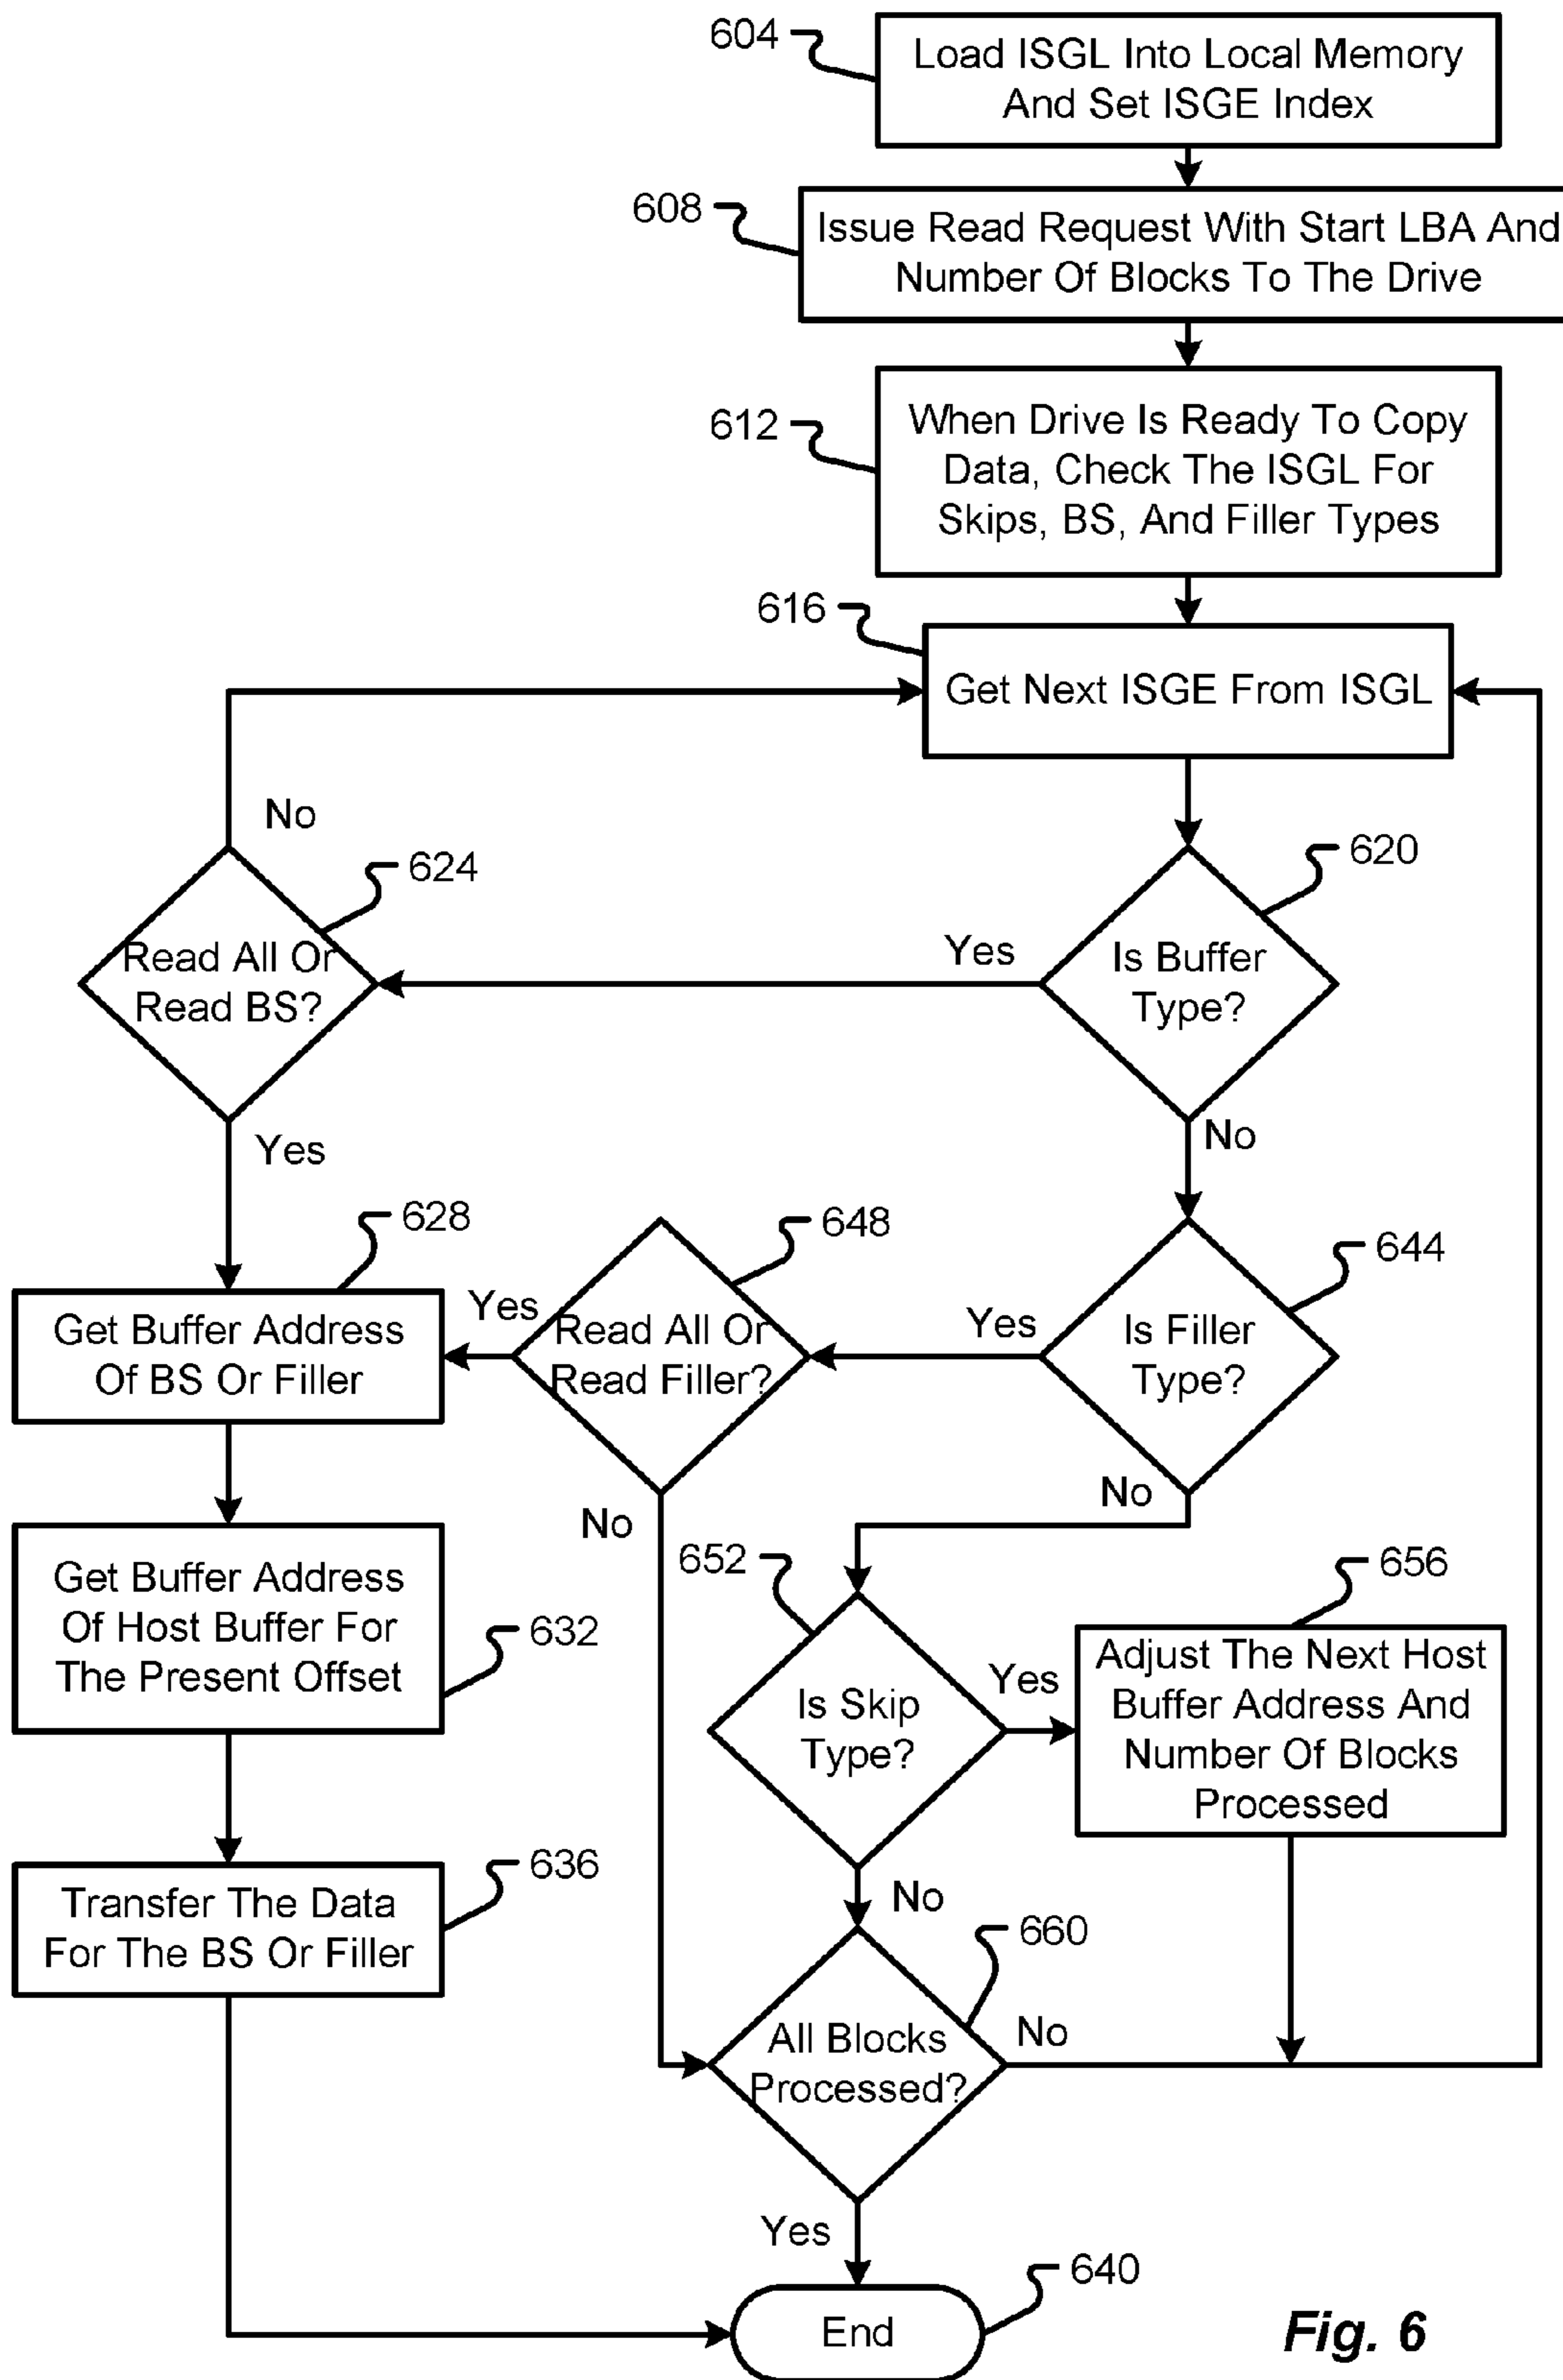 604
Load ISGL Into Local Memory
And Set ISGE Index
608
Issue Read Request With Start LBA And
Number Of Blocks To The Drive
612
When Drive Is Ready To Copy
Data, Check The ISGL For
Skips, BS, And Filler Types
616
Get Next ISGE From ISGL
No
624
620
Read All Or
Read BS?
Yes
Is Buffer
Type?
Yes
No
628
648
644
Get Buffer Address
Of BS Or Filler
Yes
Read All Or
Read Filler?
Yes
Is Filler
Type?
No
No
Get Buffer Address
Of Host Buffer For
The Present Offset
632
652
656
Is Skip
Type?
Yes
Adjust The Next Host
Buffer Address And
Number Of Blocks
Processed
Transfer The Data
For The BS Or Filler
636
No
660
All Blocks
Processed?
No
Yes
640
End
Fig. 6